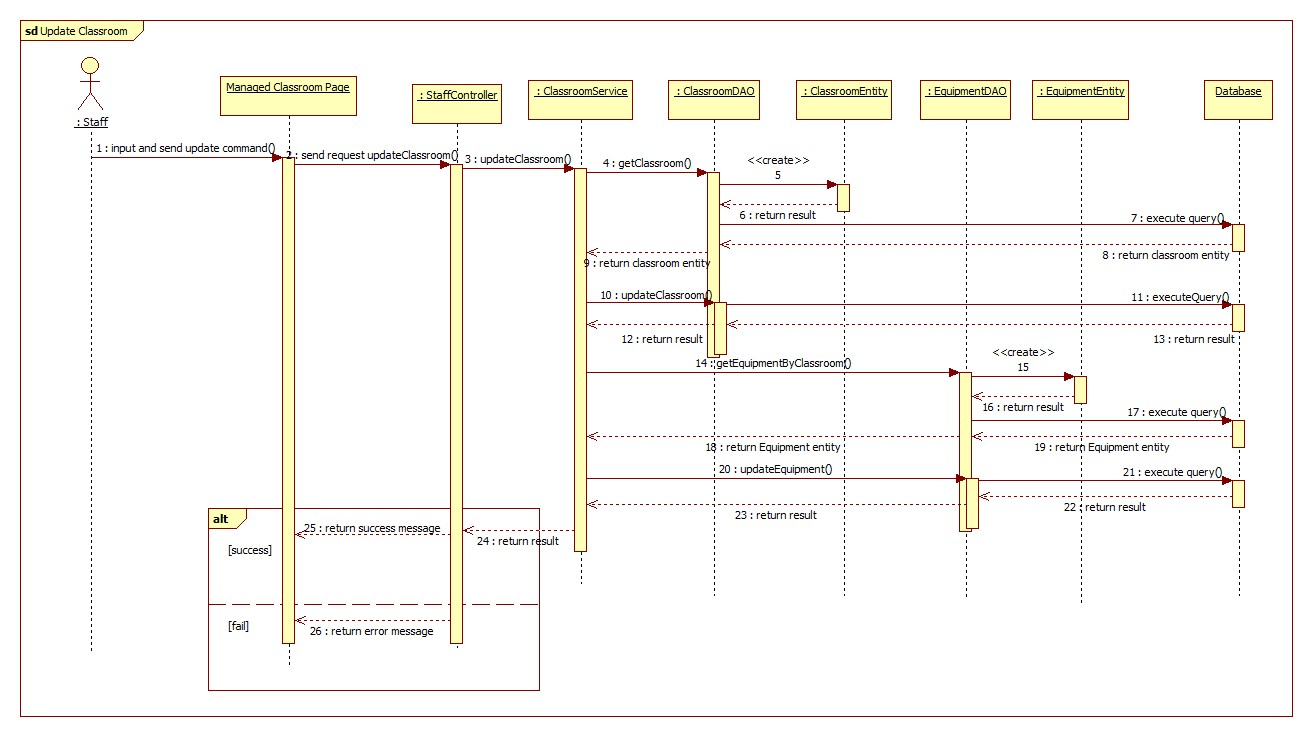 sd Update Classroom
: Staff
Managed Classroom Page
: StaffController
: ClassroomService
: ClassroomDAO
: ClassroomEntity
: EquipmentDAO
: EquipmentEntity
Database
1 : input and send update command()
2 : send request updateClassroom()
3 : updateClassroom()
4 : getClassroom()
<<create>>
5
6 : return result
7 : execute query()
8 : return classroom entity
9 : return classroom entity
10 : updateClassroom()
11 : executeQuery()
12 : return result
13 : return result
14 : getEquipmentByClassroom()
<<create>>
15
16 : return result
17 : execute query()
18 : return Equipment entity
19 : return Equipment entity
20 : updateEquipment()
21 : execute query()
22 : return result
23 : return result
alt
24 : return result
25 : return success message
[success]
[fail]
26 : return error message